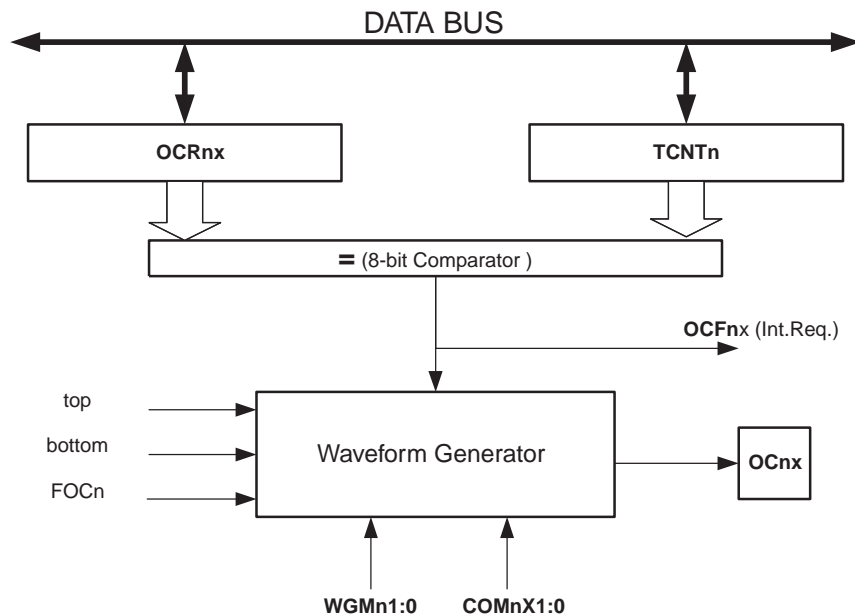 DATA BUS
OCRnx
TCNTn
= (8-bit Comparator )
OCFnx (Int.Req.)
top
bottom
FOCn
Waveform Generator
OCnx
WGMn1:0
COMnX1:0